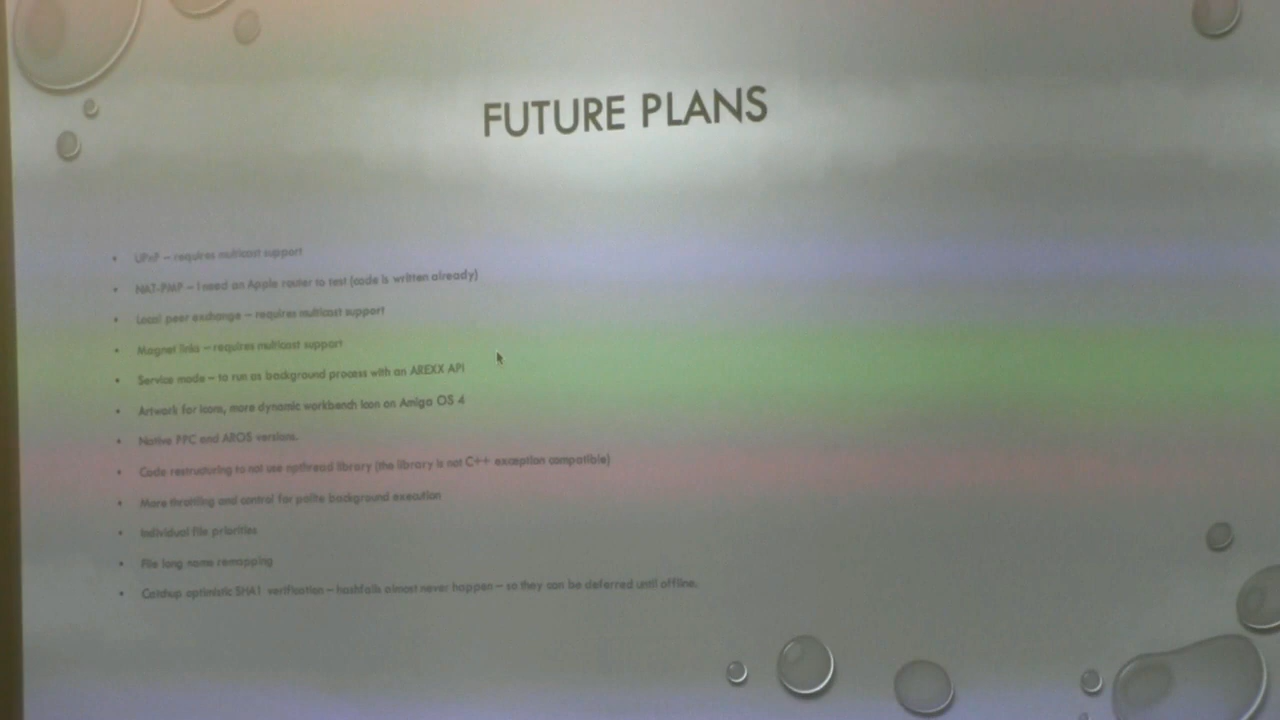 FUTURE PLANS
• UPnP – requires multicast support
• NAT-PMP – I need an Apple router to test (code is written already)
• Local peer exchange – requires multicast support
• Magnet links – requires multicast support
• Service mode – to run as background process with an AREXX API
• Artwork for Icons, more dynamic workbench Icon on Amiga OS 4
• Native PPC and AROS versions.
• Code restructuring to not use npthread library (the library is not C++ exception compatible)
• More throttling and control for polite background execution
• Individual file priorities
• File long name remapping
• Catchup optimistic SHA1 verification – hashfails almost never happen – so they can be deferred until offline.